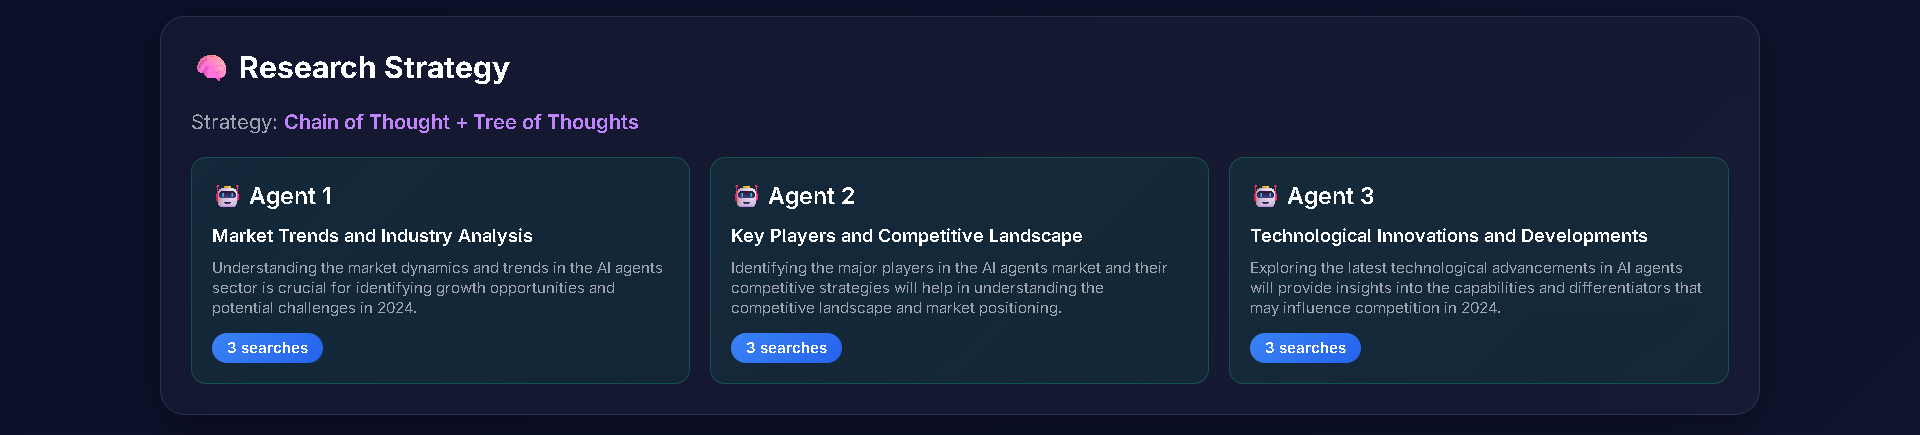 Research Strategy
Strategy: Chain of Thought + Tree of Thoughts
Agent 1
Market Trends and Industry Analysis
Understanding the market dynamics and trends in the AI agents
sector is crucial for identifying growth opportunities and
potential challenges in 2024.
3 searches
Agent 2
Key Players and Competitive Landscape
Identifying the major players in the AI agents market and their
competitive strategies will help in understanding the
competitive landscape and market positioning.
3 searches
Agent 3
Technological Innovations and Developments
Exploring the latest technological advancements in AI agents
will provide insights into the capabilities and differentiators that
may influence competition in 2024.
3 searches